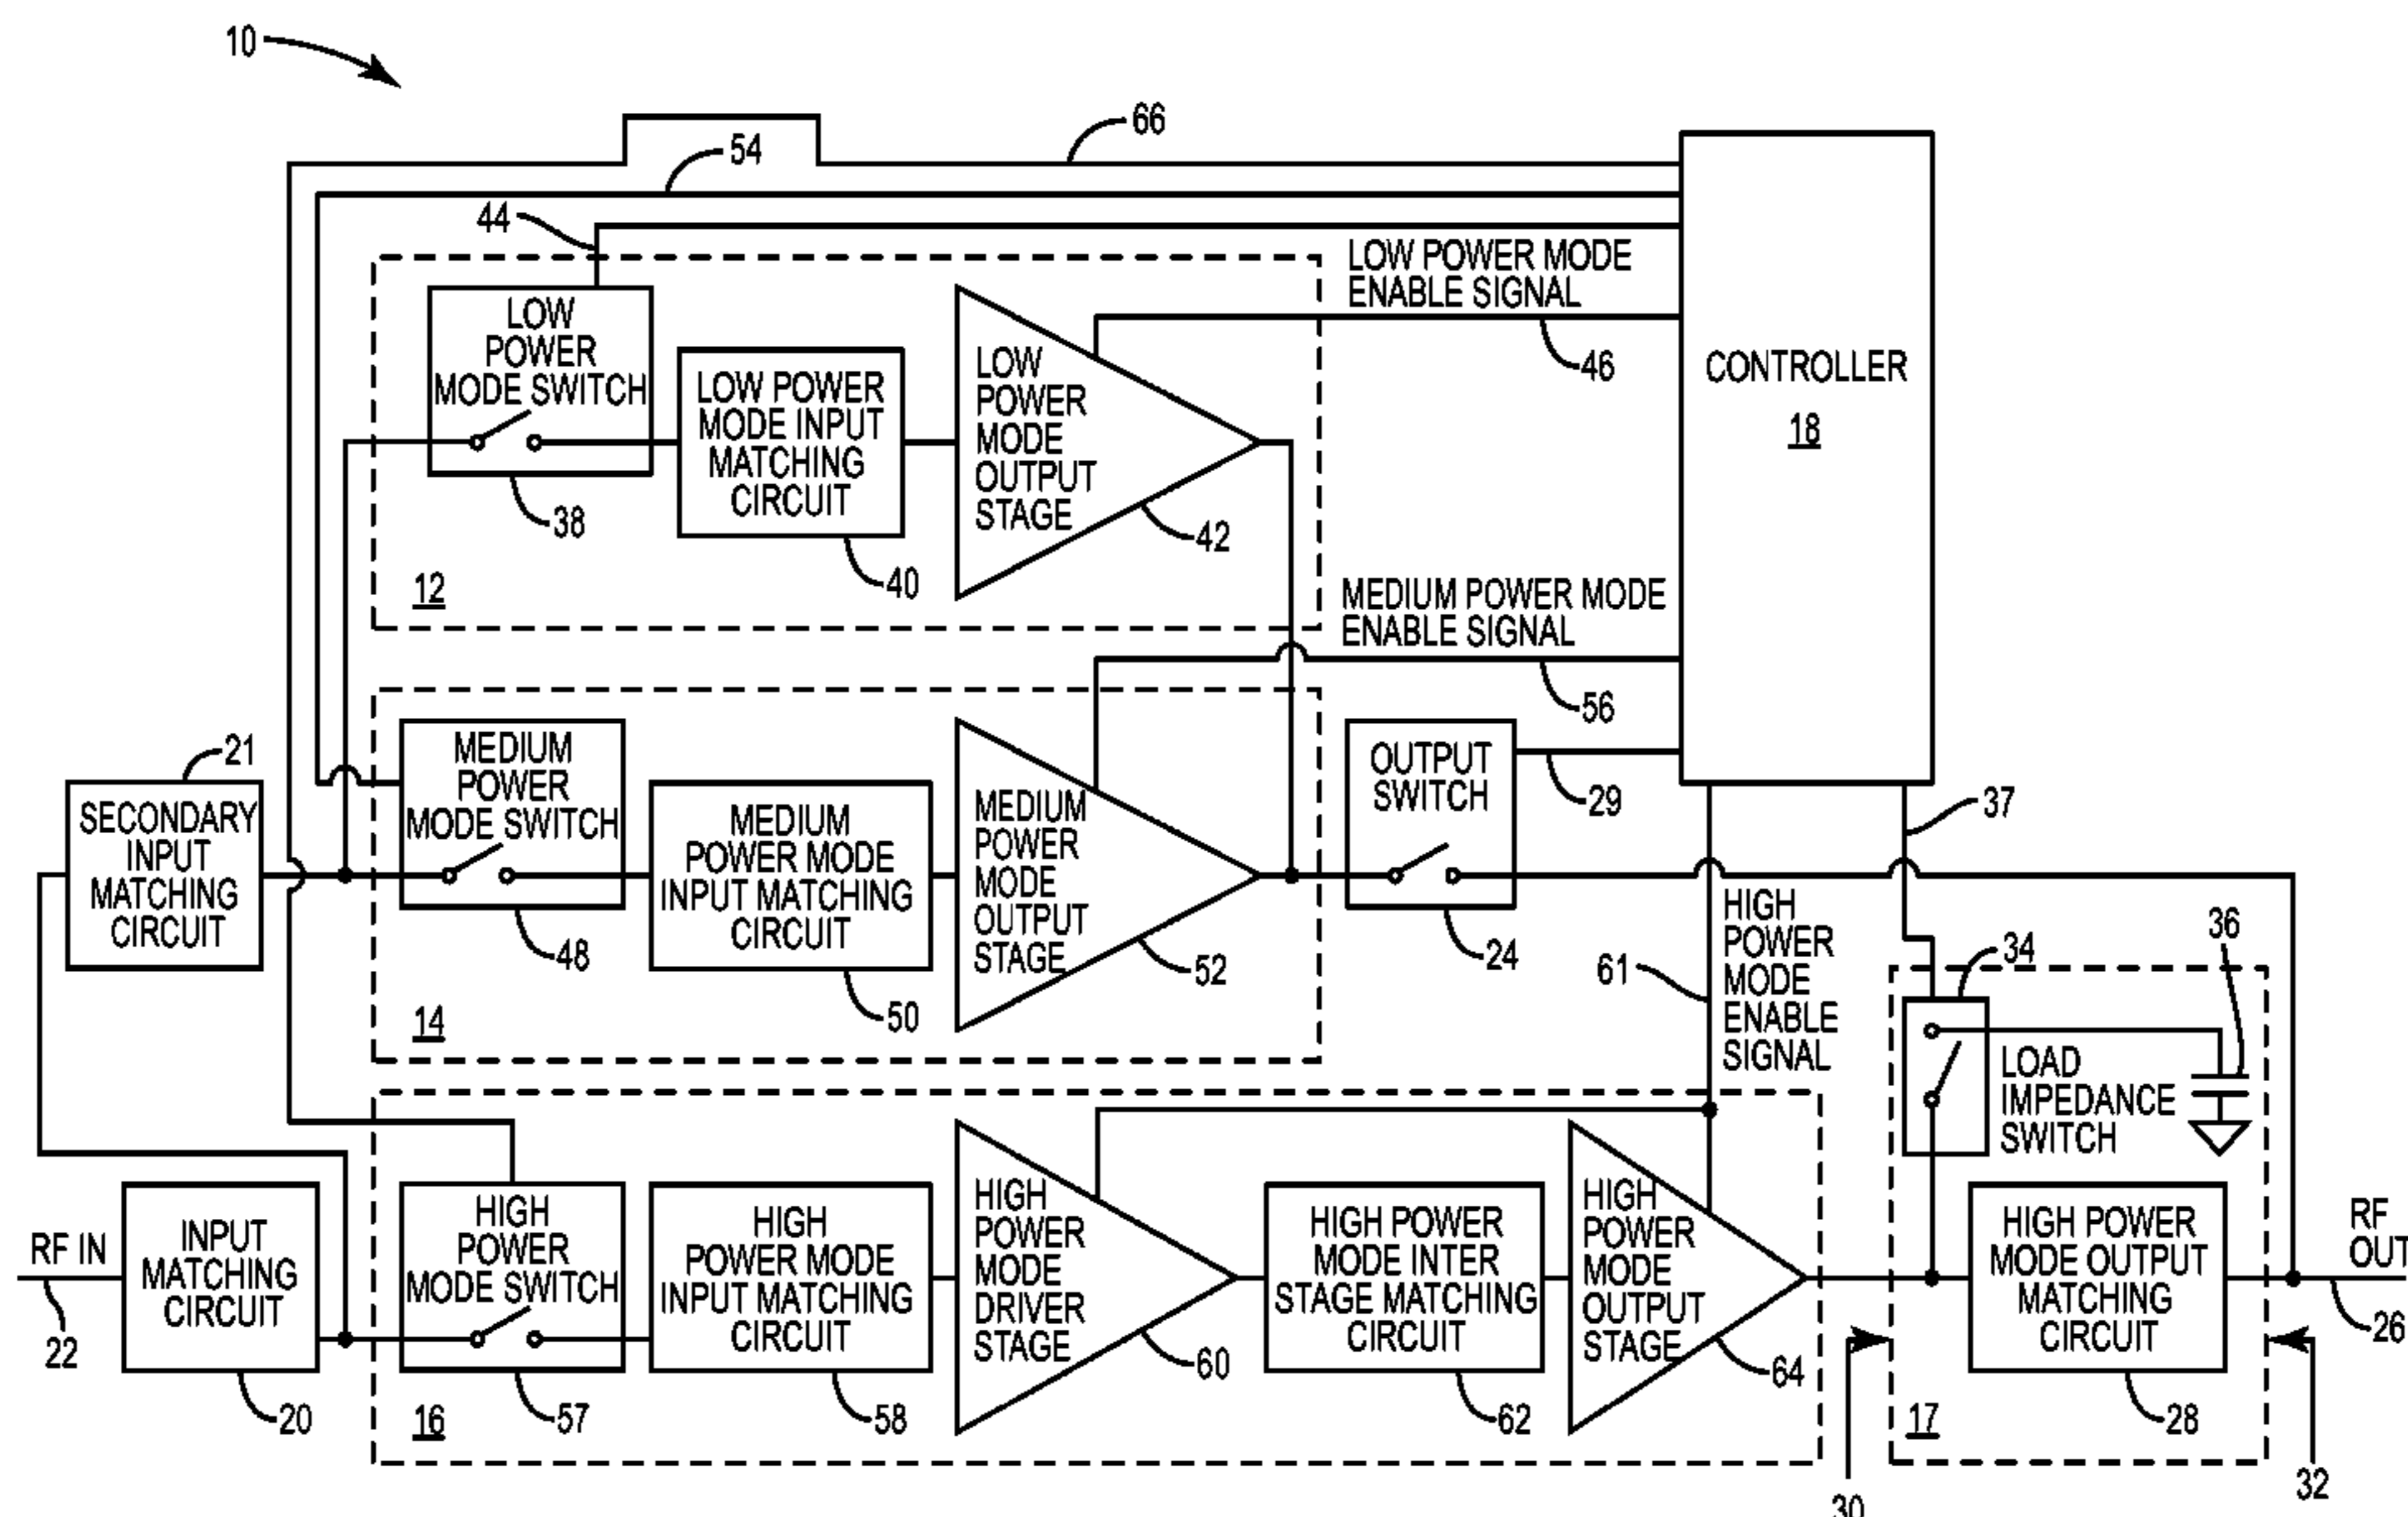 10
66
54
44
LOW POWER MODE
ENABLE SIGNAL
46
LOW
POWER
MODE SWITCH
38
LOW POWER
MODE INPUT
MATCHING
CIRCUIT
40
LOW
POWER
MODE
OUTPUT
STAGE
42
12
CONTROLLER
18
MEDIUM POWER MODE
ENABLE SIGNAL
56
21
SECONDARY
INPUT
MATCHING
CIRCUIT
MEDIUM
POWER
MODE SWITCH
48
MEDIUM
POWER MODE
INPUT MATCHING
CIRCUIT
50
MEDIUM
POWER
MODE
OUTPUT
STAGE
52
14
OUTPUT
SWITCH
24
29
37
61
HIGH
POWER
MODE
ENABLE
SIGNAL
34
36
LOAD
IMPEDANCE
SWITCH
RF IN
22
INPUT
MATCHING
CIRCUIT
20
HIGH
POWER
MODE SWITCH
57
16
HIGH
POWER MODE
INPUT MATCHING
CIRCUIT
58
HIGH
POWER
MODE
DRIVER
STAGE
60
HIGH POWER
MODE INTER
STAGE MATCHING
CIRCUIT
62
HIGH
POWER
MODE
OUTPUT
STAGE
64
HIGH POWER
MODE OUTPUT
MATCHING
CIRCUIT
28
17
RF
OUT
26
30
32